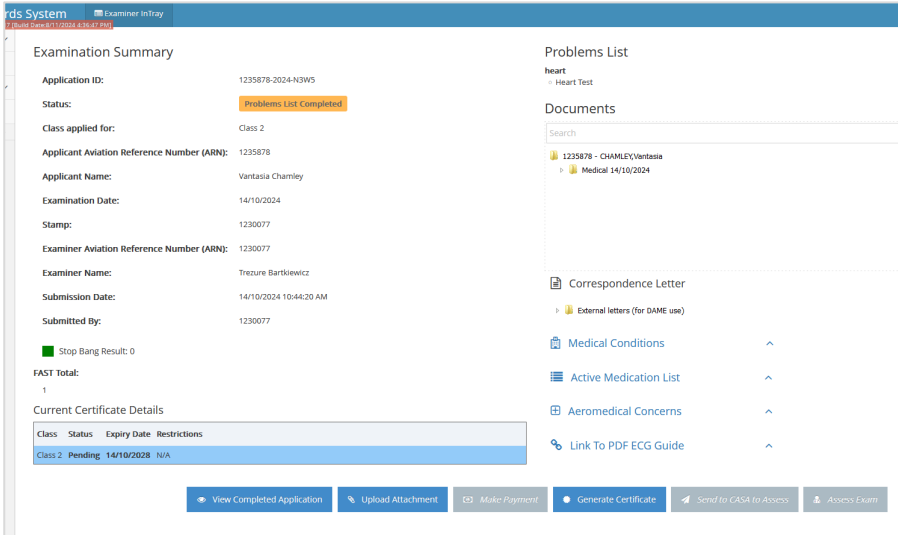 rds System
Examiner InTray
7 [Build Date:8/11/2024 4:36:47 PM]
Examination Summary
Application ID: 1235878-2024-N3W5
Status: Problems List Completed
Class applied for: Class 2
Applicant Aviation Reference Number (ARN): 1235878
Applicant Name: Vantasia Chamley
Examination Date: 14/10/2024
Stamp: 1230077
Examiner Aviation Reference Number (ARN): 1230077
Examiner Name: Trezure Bartkiewicz
Submission Date: 14/10/2024 10:44:20 AM
Submitted By: 1230077
Stop Bang Result: 0
FAST Total:
1
Current Certificate Details
Class Status Expiry Date Restrictions
Class 2 Pending 14/10/2028 N/A
Problems List
heart
Heart Test
Documents
Search
1235878 - CHAMLEY,Vantasia
Medical 14/10/2024
Correspondence Letter
External letters (for DAME use)
Medical Conditions
Active Medication List
Aeromedical Concerns
Link To PDF ECG Guide
View Completed Application
Upload Attachment
Make Payment
Generate Certificate
Send to CASA to Assess
Assess Exam